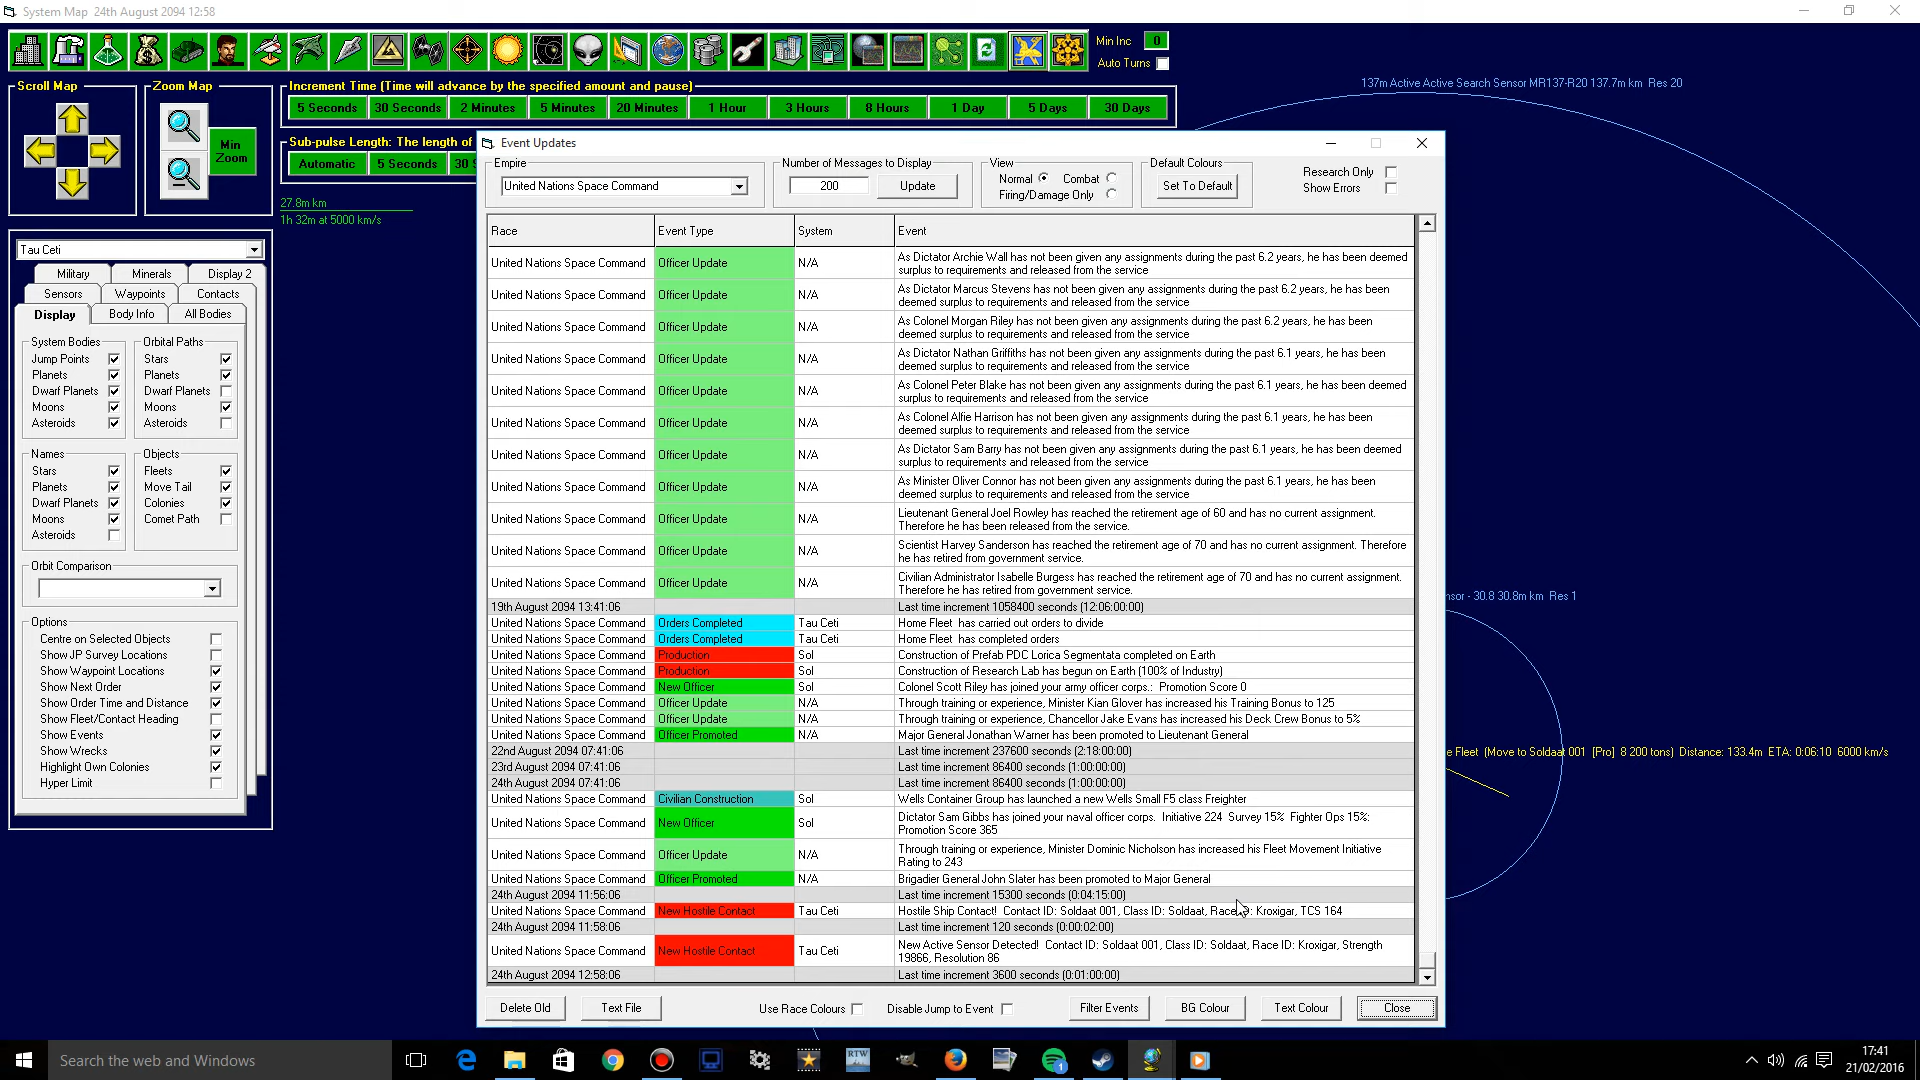 System Map  24th August 2094 12:58
Min Inc  0
Auto Turns
Scroll Map
Zoom Map
Min Zoom
Increment Time (Time will advance by the specified amount and pause)
5 Seconds  30 Seconds  2 Minutes  5 Minutes  20 Minutes  1 Hour  3 Hours  8 Hours  1 Day  5 Days  30 Days
Sub-pulse Length: The length of
Automatic  5 Seconds  30 S
27.8m km
1h 32m at 5000 km/s
137m Active Active Search Sensor MR137-R20 137.7m km  Res 20
Tau Ceti
Military  Minerals  Display 2
Sensors  Waypoints  Contacts
Display  Body Info  All Bodies
System Bodies
Jump Points
Planets
Dwarf Planets
Moons
Asteroids
Orbital Paths
Stars
Planets
Dwarf Planets
Moons
Asteroids
Names
Stars
Planets
Dwarf Planets
Moons
Asteroids
Objects
Fleets
Move Tail
Colonies
Comet Path
Orbit Comparison
Options
Centre on Selected Objects
Show JP Survey Locations
Show Waypoint Locations
Show Next Order
Show Order Time and Distance
Show Fleet/Contact Heading
Show Events
Show Wrecks
Highlight Own Colonies
Hyper Limit
Event Updates
Empire
United Nations Space Command
Number of Messages to Display
200  Update
View
Normal  Combat
Firing/Damage Only
Default Colours
Set To Default
Research Only
Show Errors
Race  Event Type  System  Event
United Nations Space Command  Officer Update  N/A  As Dictator Archie Wall has not been given any assignments during the past 6.2 years, he has been deemed
surplus to requirements and released from the service
United Nations Space Command  Officer Update  N/A  As Dictator Marcus Stevens has not been given any assignments during the past 6.2 years, he has been
deemed surplus to requirements and released from the service
United Nations Space Command  Officer Update  N/A  As Colonel Morgan Riley has not been given any assignments during the past 6.2 years, he has been
deemed surplus to requirements and released from the service
United Nations Space Command  Officer Update  N/A  As Dictator Nathan Griffiths has not been given any assignments during the past 6.1 years, he has been
deemed surplus to requirements and released from the service
United Nations Space Command  Officer Update  N/A  As Colonel Peter Blake has not been given any assignments during the past 6.1 years, he has been deemed
surplus to requirements and released from the service
United Nations Space Command  Officer Update  N/A  As Colonel Alfie Harrison has not been given any assignments during the past 6.1 years, he has been
deemed surplus to requirements and released from the service
United Nations Space Command  Officer Update  N/A  As Dictator Sam Barry has not been given any assignments during the past 6.1 years, he has been deemed
surplus to requirements and released from the service
United Nations Space Command  Officer Update  N/A  As Minister Oliver Connor has not been given any assignments during the past 6.1 years, he has been
deemed surplus to requirements and released from the service
United Nations Space Command  Officer Update  N/A  Lieutenant General Joel Rowley has reached the retirement age of 60 and has no current assignment.
Therefore he has been released from the service.
United Nations Space Command  Officer Update  N/A  Scientist Harvey Sanderson has reached the retirement age of 70 and has no current assignment. Therefore
he has retired from government service.
United Nations Space Command  Officer Update  N/A  Civilian Administrator Isabelle Burgess has reached the retirement age of 70 and has no current assignment.
Therefore he has retired from government service.
19th August 2094 13:41:06  Last time increment 1058400 seconds (12:06:00:00)
United Nations Space Command  Orders Completed  Tau Ceti  Home Fleet  has carried out orders to divide
United Nations Space Command  Orders Completed  Tau Ceti  Home Fleet  has completed orders
United Nations Space Command  Production  Sol  Construction of Prefab PDC Lorica Segmentata completed on Earth
United Nations Space Command  Production  Sol  Construction of Research Lab has begun on Earth (100% of Industry)
United Nations Space Command  New Officer  Sol  Colonel Scott Riley has joined your army officer corps.:  Promotion Score 0
United Nations Space Command  Officer Update  N/A  Through training or experience, Minister Kian Glover has increased his Training Bonus to 125
United Nations Space Command  Officer Update  N/A  Through training or experience, Chancellor Jake Evans has increased his Deck Crew Bonus to 5%
United Nations Space Command  Officer Promoted  N/A  Major General Jonathan Warner has been promoted to Lieutenant General
22nd August 2094 07:41:06  Last time increment 237600 seconds (2:18:00:00)
23rd August 2094 07:41:06  Last time increment 86400 seconds (1:00:00:00)
24th August 2094 07:41:06  Last time increment 86400 seconds (1:00:00:00)
United Nations Space Command  Civilian Construction  Sol  Wells Container Group has launched a new Wells Small F5 class Freighter
United Nations Space Command  New Officer  Sol  Dictator Sam Gibbs has joined your naval officer corps.  Initiative 224  Survey 15%  Fighter Ops 15%:
Promotion Score 365
United Nations Space Command  Officer Update  N/A  Through training or experience, Minister Dominic Nicholson has increased his Fleet Movement Initiative
Rating to 243
United Nations Space Command  Officer Promoted  N/A  Brigadier General John Slater has been promoted to Major General
24th August 2094 11:56:06  Last time increment 15300 seconds (0:04:15:00)
United Nations Space Command  New Hostile Contact  Tau Ceti  Hostile Ship Contact!  Contact ID: Soldaat 001, Class ID: Soldaat, Race ID: Kroxigar, TCS 164
24th August 2094 11:58:06  Last time increment 120 seconds (0:00:02:00)
United Nations Space Command  New Hostile Contact  Tau Ceti  New Active Sensor Detected!  Contact ID: Soldaat 001, Class ID: Soldaat, Race ID: Kroxigar, Strength
19866, Resolution 86
24th August 2094 12:58:06  Last time increment 3600 seconds (0:01:00:00)
Delete Old  Text File  Use Race Colours  Disable Jump to Event  Filter Events  BG Colour  Text Colour  Close
nsor - 30.8 30.8m km  Res 1
e Fleet  (Move to Soldaat 001  [Pro]  8 200 tons)  Distance: 133.4m  ETA: 0:06:10  6000 km/s
Search the web and Windows
RTW
1
17:41
21/02/2016